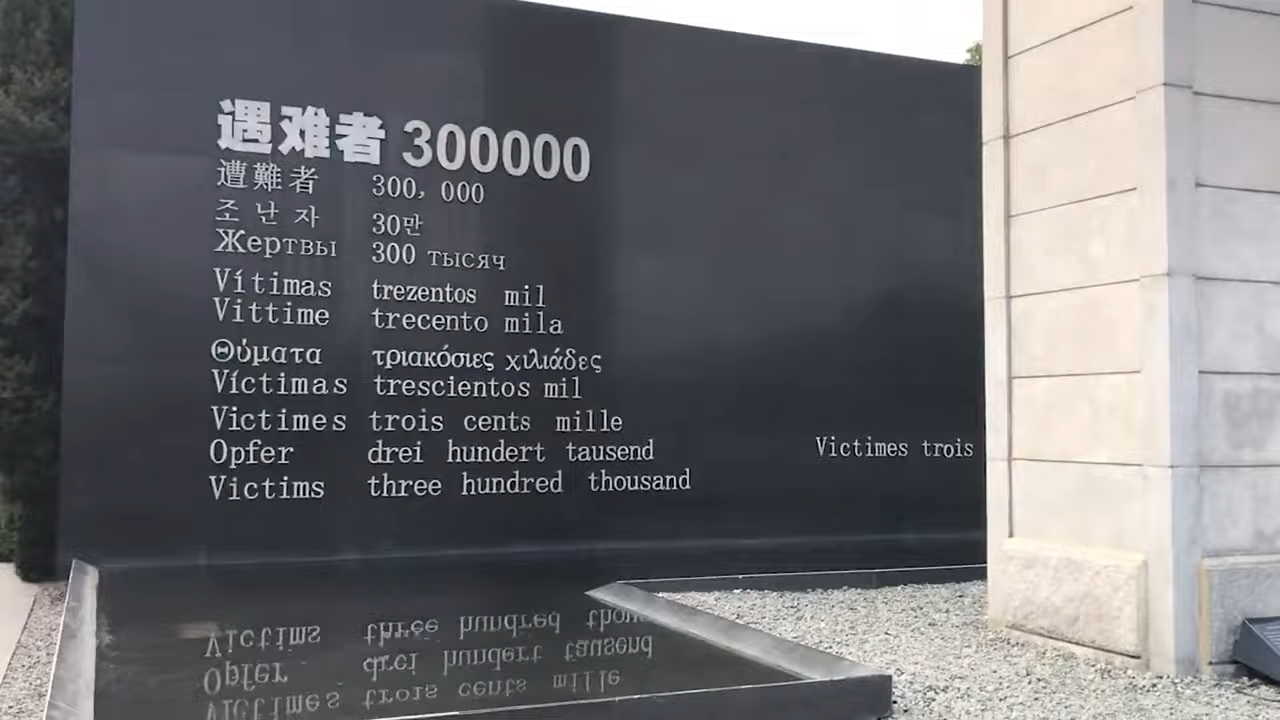 遇难者 300000
遭難者 300，000
조난자 30만
Жертвы 300 тысяч
Vítimas trezentos mil
Vittime trecento mila
Θύματα τριακόσιες χιλιάδες
Víctimas trescientos mil
Victimes trois cents mille
Opfer drei hundert tausend
Victims three hundred thousand
Victimes trois